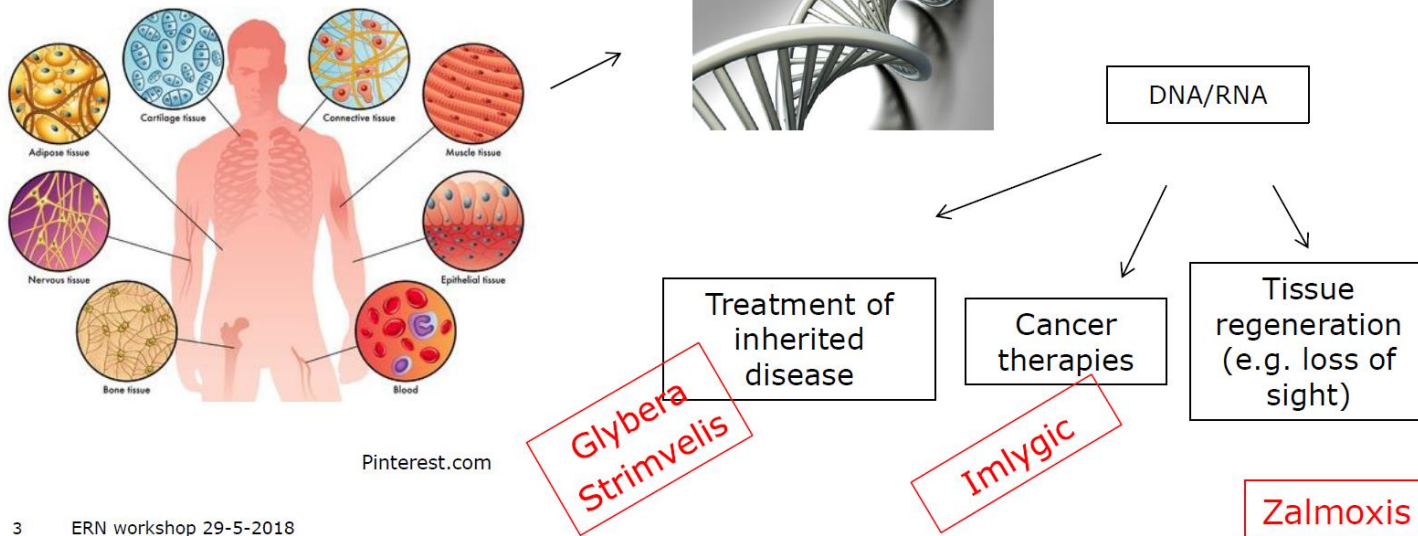 Cartilage tissue
Connective tissue
Adipose tissue
Muscle tissue
Nervous tissue
Epithelial tissue
Bone tissue
Blood
Pinterest.com
DNA/RNA
Treatment of
inherited
disease
Cancer
therapies
Tissue
regeneration
(e.g. loss of
sight)
Glybera
Strimvelis
Imlygic
Zalmoxis
3 ERN workshop 29-5-2018